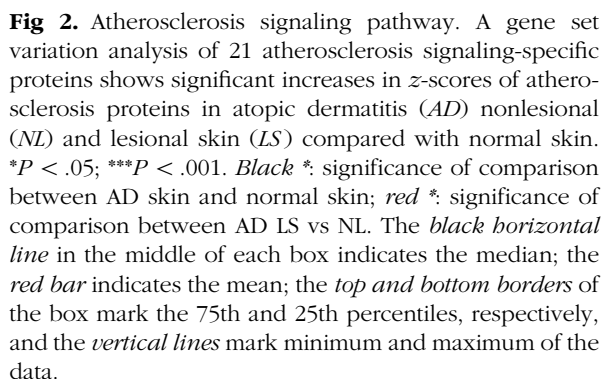 Fig 2. Atherosclerosis signaling pathway. A gene set
variation analysis of 21 atherosclerosis signaling-specific
proteins shows significant increases in z-scores of athero-
sclerosis proteins in atopic dermatitis (AD) nonlesional
(NL) and lesional skin (LS) compared with normal skin.
*P < .05; ***P < .001. Black *: significance of comparison
between AD skin and normal skin; red *: significance of
comparison between AD LS vs NL. The black horizontal
line in the middle of each box indicates the median; the
red bar indicates the mean; the top and bottom borders of
the box mark the 75th and 25th percentiles, respectively,
and the vertical lines mark minimum and maximum of the
data.